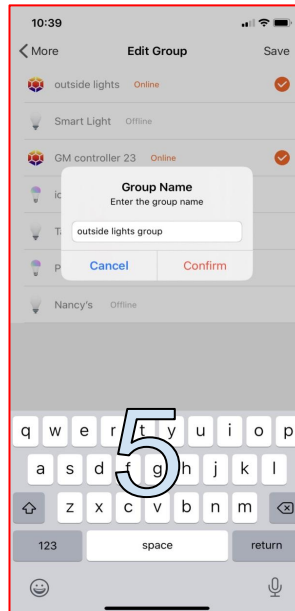 10:39
More Edit Group Save
outside lights Online
Smart Light Offline
GM controller 23 Online
ic
Group Name
Enter the group name
T
outside lights group
P
Cancel Confirm
Nancy's Offline
5
q w e r t y u i o p
a s d f g h j k l
z x c v b n m
123 space return